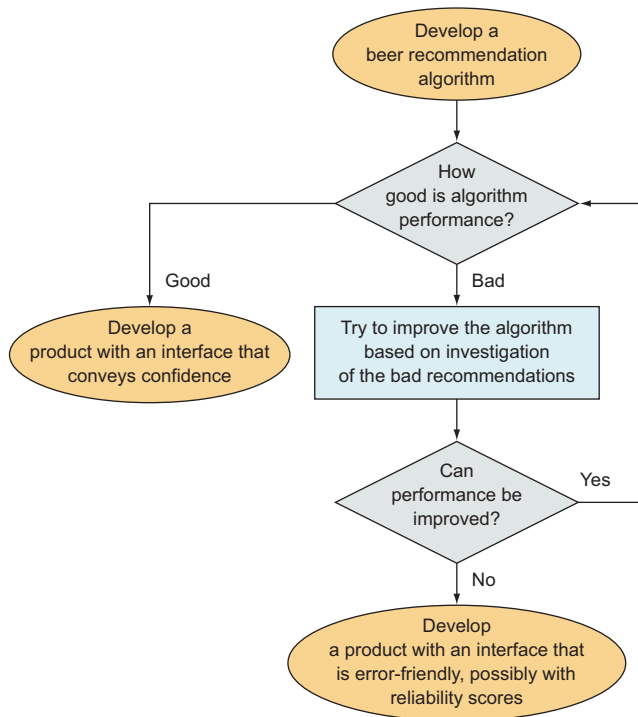 Develop a
beer recommendation
algorithm
How
good is algorithm
performance?
Good
Bad
Develop a
product with an interface that
conveys confidence
Try to improve the algorithm
based on investigation
of the bad recommendations
Can
performance be
improved?
Yes
No
Develop
a product with an interface that
is error-friendly, possibly with
reliability scores